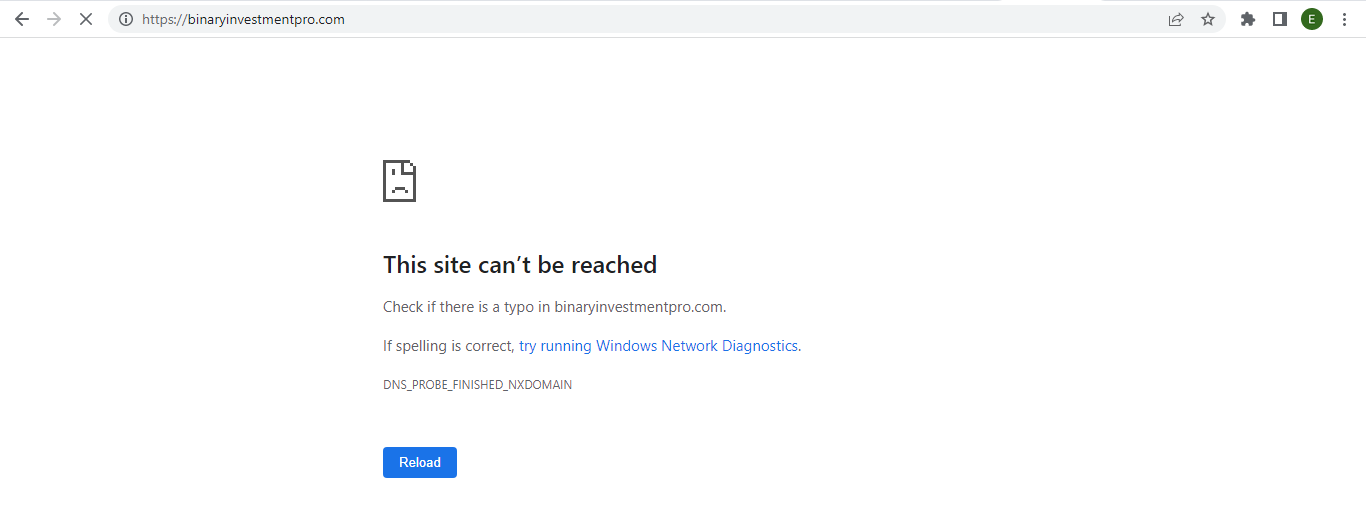 https://binaryinvestmentpro.com
E
This site can’t be reached
Check if there is a typo in binaryinvestmentpro.com.
If spelling is correct, try running Windows Network Diagnostics.
DNS_PROBE_FINISHED_NXDOMAIN
Reload